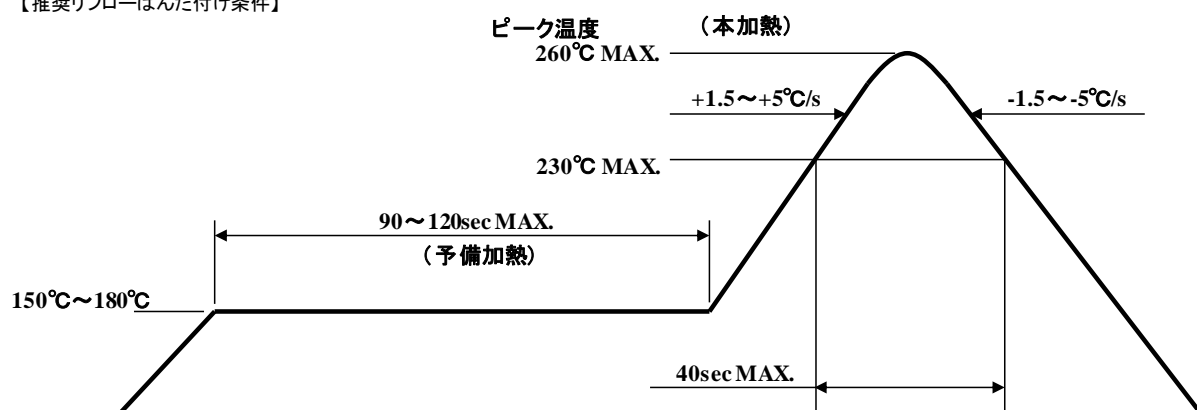 【推奨リフローはんだ付け条件】
ピーク温度 （本加熱）
260℃ MAX.
+1.5～+5℃/s
-1.5～-5℃/s
230℃ MAX.
90～120sec MAX.
（予備加熱）
150℃～180℃
40sec MAX.